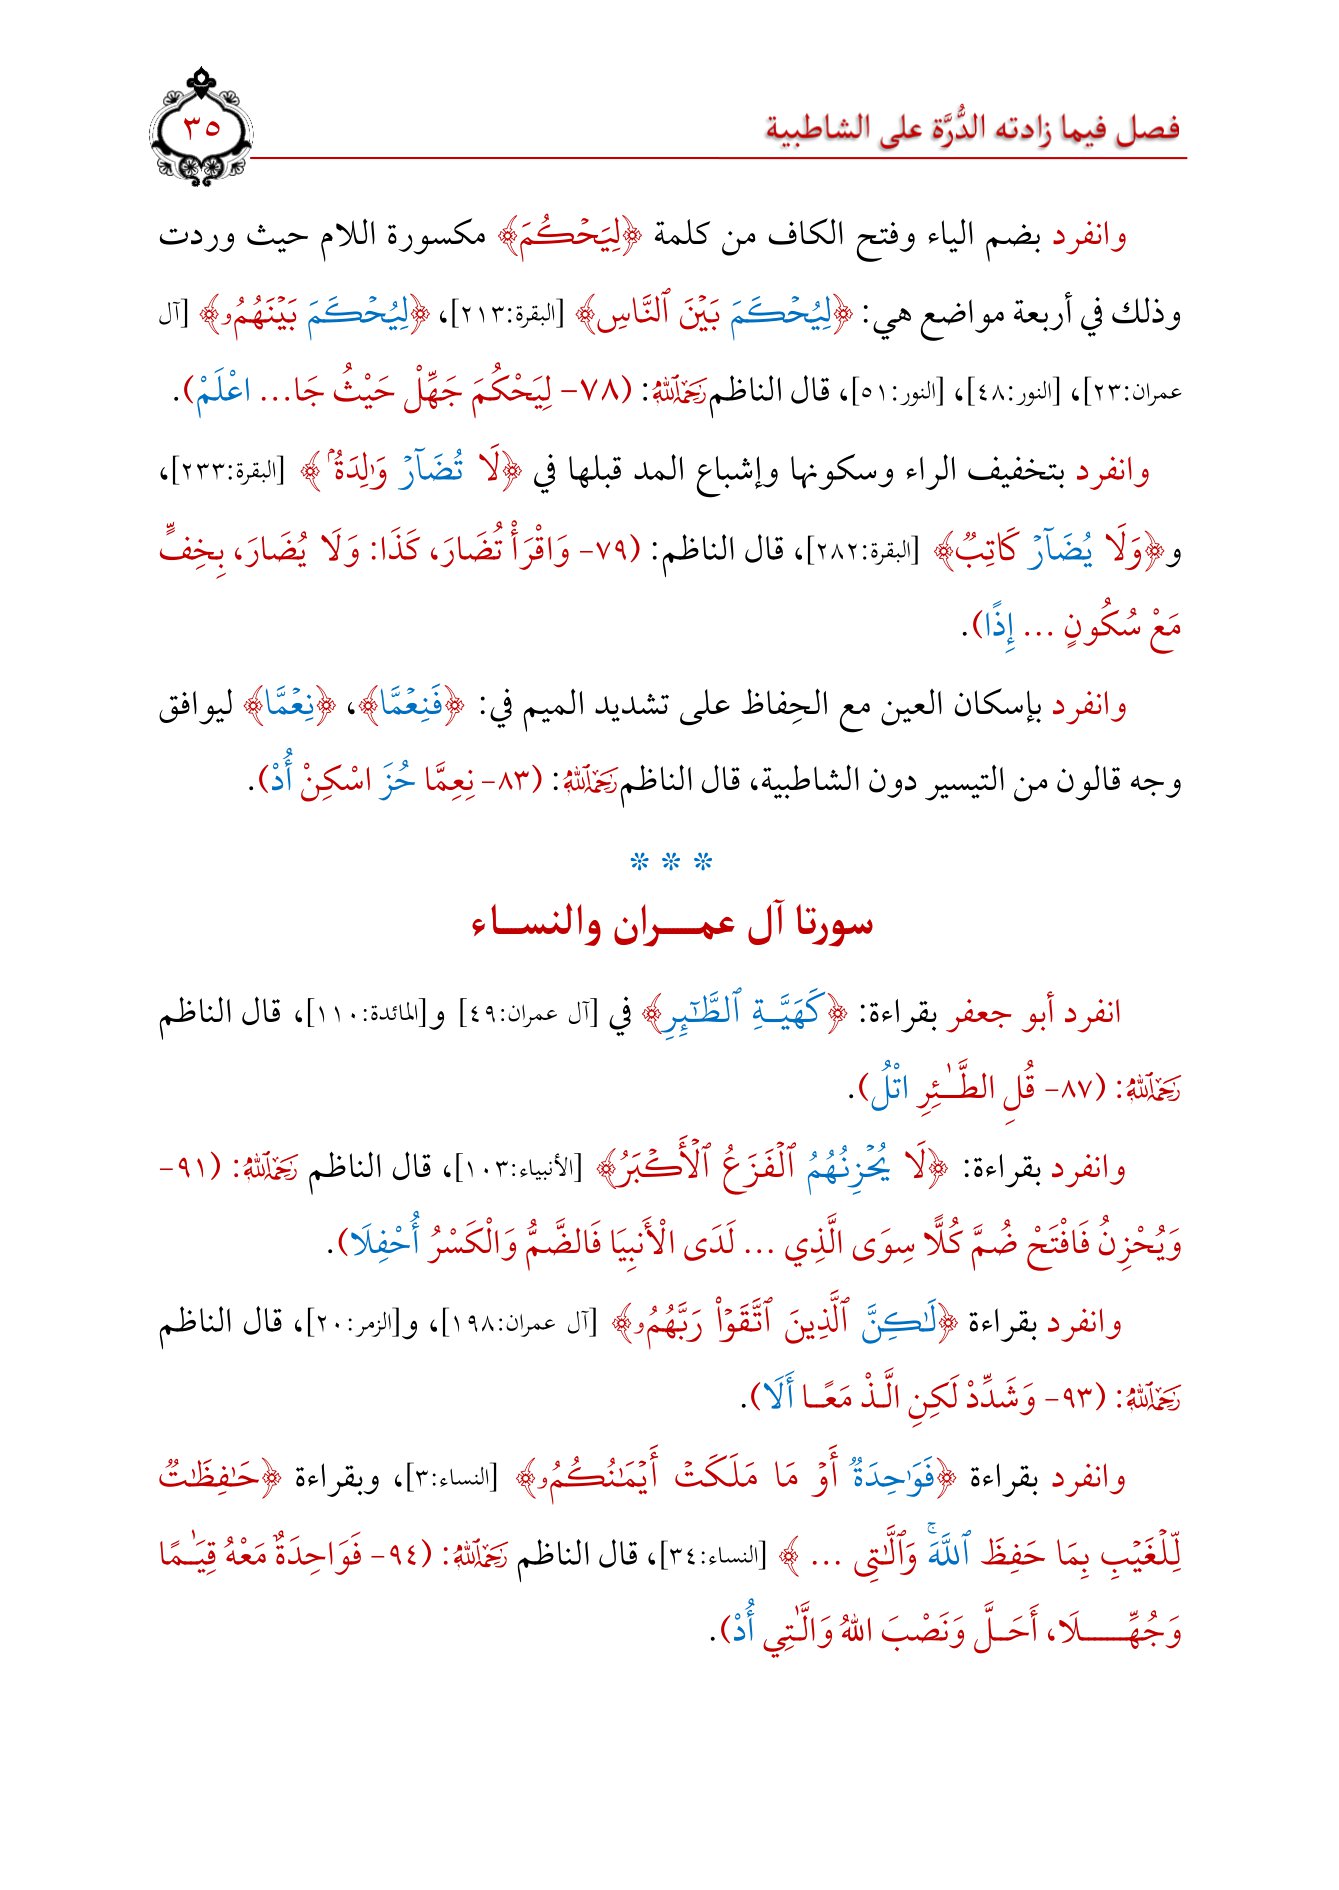 فصل فيما زادته الدُّرَّة على الشاطبية
٣٥
وانفرد بضم الياء وفتح الكاف من كلمة ﴿لِيَحْكُمَ﴾ مكسورة اللام حيث وردت
وذلك في أربعة مواضع هي: ﴿لِيُحْكَمَ بَيْنَ ٱلنَّاسِ﴾ [البقرة:٢١٣]، ﴿لِيُحْكَمَ بَيْنَهُمُۥ﴾ [آل
عمران:٢٣]، [النور:٤٨]، [النور:٥١]، قال الناظم رَحِمَهُ ٱللَّهُ: (٧٨- لِيَحْكُمَ جَهِّلْ حَيْثُ جَا... اعْلَمْ).
وانفرد بتخفيف الراء وسكونها وإشباع المد قبلها في ﴿لَا تُضَآرْ وَٰلِدَةُۢ﴾ [البقرة:٢٣٣]،
و﴿وَلَا يُضَآرْ كَاتِبٌ﴾ [البقرة:٢٨٢]، قال الناظم: (٧٩- وَاقْرَأْ تُضَارَ، كَذَا: وَلَا يُضَارَ، بِخِفٍّ
مَعْ سُكُونٍ ... إِذًا).
وانفرد بإسكان العين مع الحِفاظ على تشديد الميم في: ﴿فَنِعْمَّا﴾، ﴿نِعْمَّا﴾ ليوافق
وجه قالون من التيسير دون الشاطبية، قال الناظم رَحِمَهُ ٱللَّهُ: (٨٣- نِعِمَّا حُزَ اسْكِنْ أُدْ).
* * *
سورتا آل عمـــران والنســاء
انفرد أبو جعفر بقراءة: ﴿كَهَيَّـةِ ٱلطَّـٰٓئِرِ﴾ في [آل عمران:٤٩] و[المائدة:١١٠]، قال الناظم
رَحِمَهُ ٱللَّهُ: (٨٧- قُلِ الطَّـٰـئِرِ اتْلُ).
وانفرد بقراءة: ﴿لَا يُحْزِنُهُمُ ٱلْفَزَعُ ٱلْأَكْبَرُ﴾ [الأنبياء:١٠٣]، قال الناظم رَحِمَهُ ٱللَّهُ: (٩١-
وَيُحْزِنُ فَافْتَحْ ضُمَّ كُلًّا سِوَى الَّذِي ... لَدَى الْأَنبِيَا فَالضَّمُّ وَالْكَسْرُ أُحْفِلَا).
وانفرد بقراءة ﴿لَـٰكِنَّ ٱلَّذِينَ ٱتَّقَوْاْ رَبَّهُمُۥ﴾ [آل عمران:١٩٨]، و[الزمر:٢٠]، قال الناظم
رَحِمَهُ ٱللَّهُ: (٩٣- وَشَدِّدْ لَكِنِ الَّـذْ مَعًـا أَلَا).
وانفرد بقراءة ﴿فَوَٰحِدَةٌ أَوْ مَا مَلَكَتْ أَيْمَـٰنُكُمُۥ﴾ [النساء:٣]، وبقراءة ﴿حَـٰفِظَـٰتٌ
لِّلْغَيْبِ بِمَا حَفِظَ ٱللَّهَۚ وَٱلَّـٰتِى ... ﴾ [النساء:٣٤]، قال الناظم رَحِمَهُ ٱللَّهُ: (٩٤- فَوَاحِدَةٌ مَعْهُ قِيَـٰمًا
وَجُهِّــــلَا، أَحَـلَّ وَنَصْبَ اللهُ وَالَّـٰتِي أُدْ).